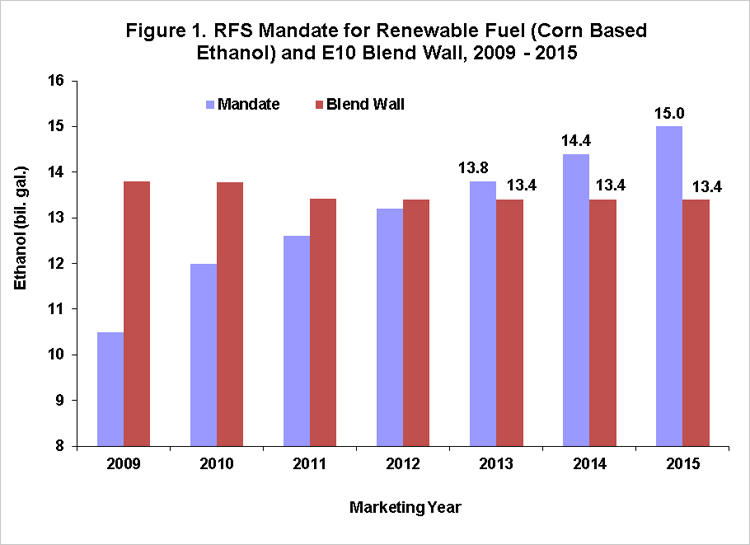 Figure 1. RFS Mandate for Renewable Fuel (Corn Based
Ethanol) and E10 Blend Wall, 2009 - 2015
Mandate
Blend Wall
Ethanol (bil. gal.)
16
15
14
13
12
11
10
9
8
13.8
13.4
14.4
13.4
15.0
13.4
2009 2010 2011 2012 2013 2014 2015
Marketing Year